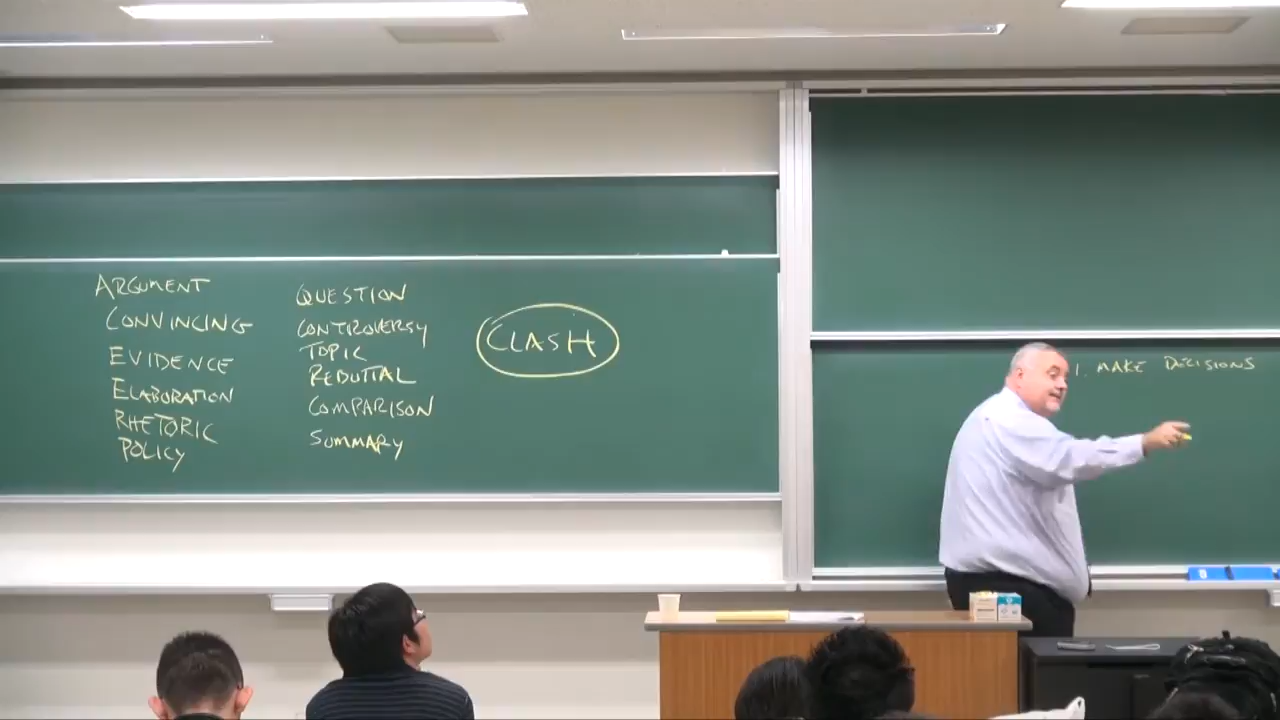 ARGUMENT
CONVINCING
EVIDENCE
ELABORATION
RHETORIC
POLICY
QUESTION
CONTROVERSY
TOPIC
REBUTTAL
COMPARISON
SUMMARY
CLASH
1. MAKE DECISIONS